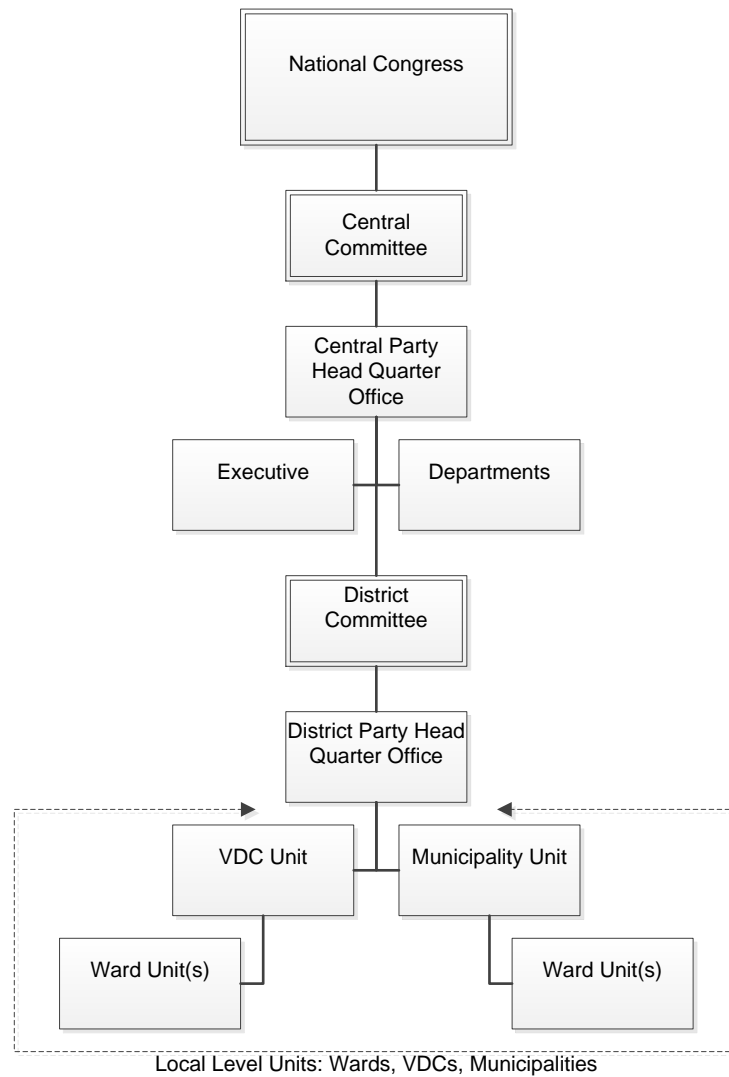 National Congress
Central
Committee
Central Party
Head Quarter
Office
Executive
Departments
District
Committee
District Party Head
Quarter Office
VDC Unit
Municipality Unit
Ward Unit(s)
Ward Unit(s)
Local Level Units: Wards, VDCs, Municipalities